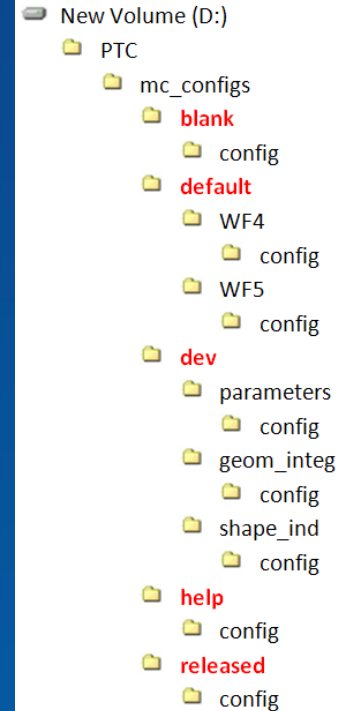 New Volume (D:)
PTC
mc_configs
blank
config
default
WF4
config
WF5
config
dev
parameters
config
geom_integ
config
shape_ind
config
help
config
released
config